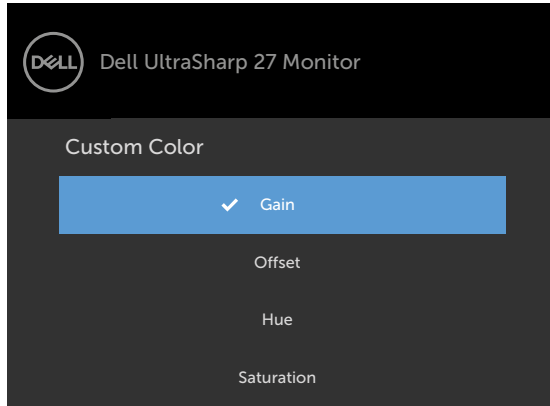 DELL
Dell UltraSharp 27 Monitor
Custom Color
Gain
Offset
Hue
Saturation